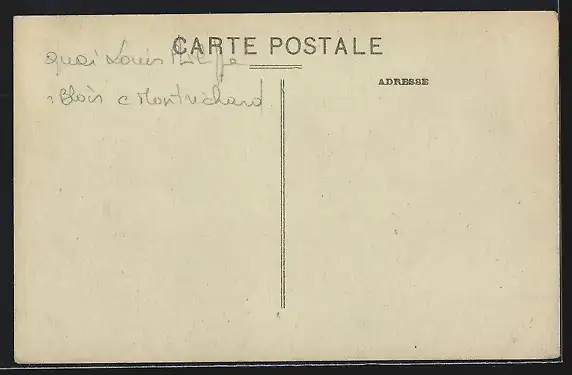 CARTE POSTALE
quai Louis Philippe
ADRESSE
Blois c Montrichard